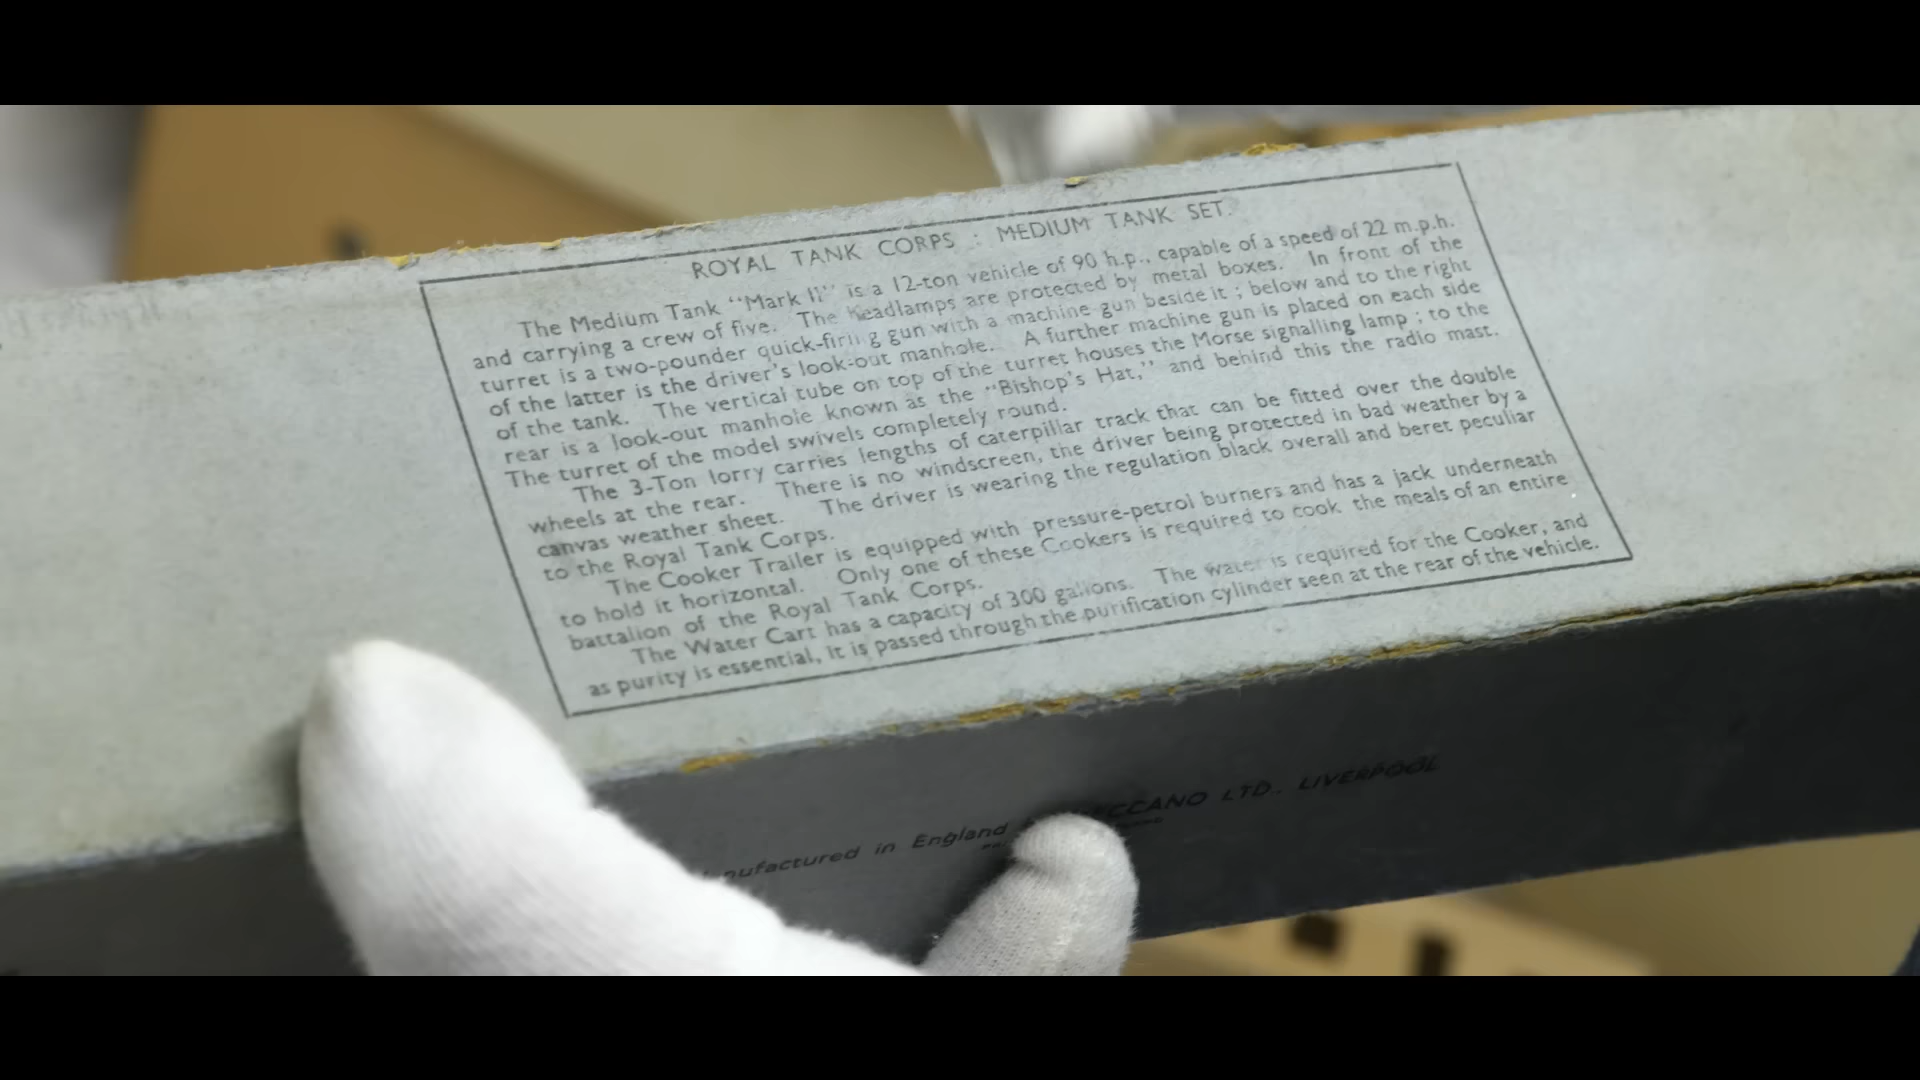 ROYAL TANK CORPS : MEDIUM TANK SET.
The Medium Tank “Mark II” is a 12-ton vehicle of 90 h.p., capable of a speed of 22 m.p.h.
and carrying a crew of five. The headlamps are protected by metal boxes. In front of the
turret is a two-pounder quick-firing gun with a machine gun beside it ; below and to the right
of the latter is the driver’s look-out manhole. A further machine gun is placed on each side
of the tank. The vertical tube on top of the turret houses the Morse signalling lamp ; to the
rear is a look-out manhole known as the “Bishop’s Hat,” and behind this the radio mast.
The turret of the model swivels completely round.
The 3-Ton lorry carries lengths of caterpillar track that can be fitted over the double
wheels at the rear. There is no windscreen, the driver being protected in bad weather by a
canvas weather sheet. The driver is wearing the regulation black overall and beret peculiar
to the Royal Tank Corps.
The Cooker Trailer is equipped with pressure-petrol burners and has a jack underneath
to hold it horizontal. Only one of these Cookers is required to cook the meals of an entire
battalion of the Royal Tank Corps.
The Water Cart has a capacity of 300 gallons. The water is required for the Cooker, and
as purity is essential, it is passed through the purification cylinder seen at the rear of the vehicle.
in England LTD., LIVERPOOL